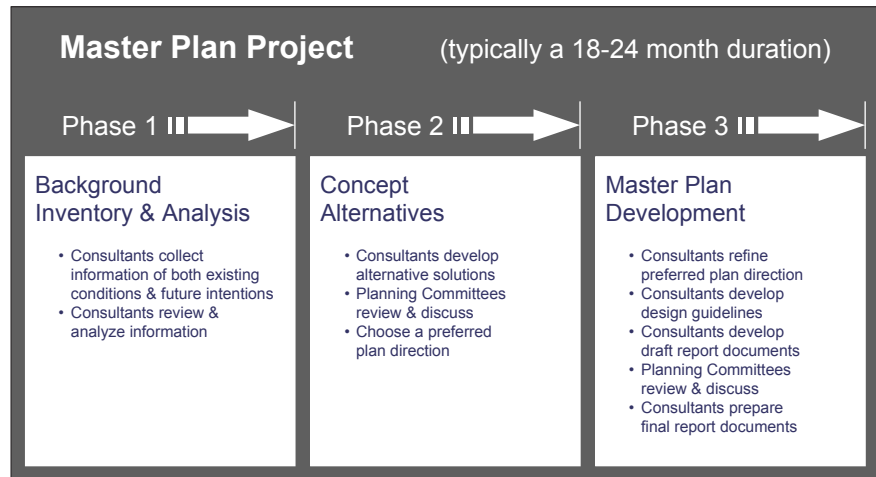 Master Plan Project (typically a 18-24 month duration)
Phase 1
Phase 2
Phase 3
Background
Inventory & Analysis
• Consultants collect
information of both existing
conditions & future intentions
• Consultants review &
analyze information
Concept
Alternatives
• Consultants develop
alternative solutions
• Planning Committees
review & discuss
• Choose a preferred
plan direction
Master Plan
Development
• Consultants refine
preferred plan direction
• Consultants develop
design guidelines
• Consultants develop
draft report documents
• Planning Committees
review & discuss
• Consultants prepare
final report documents